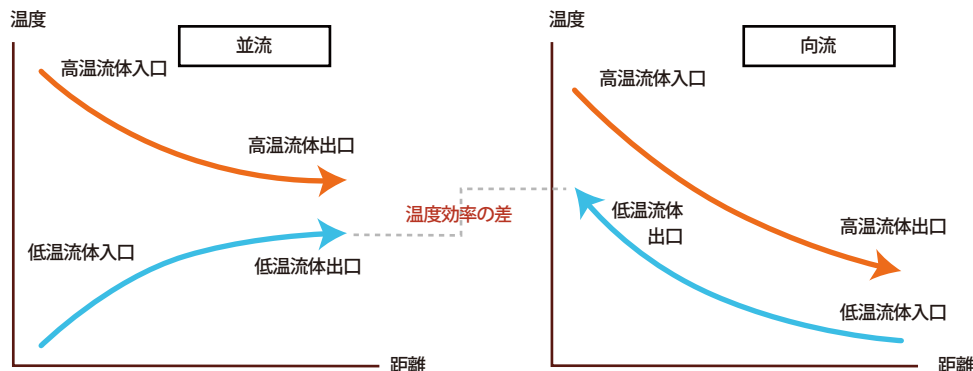 温度
並流
高温流体入口
高温流体出口
低温流体入口
低温流体出口
距離
温度効率の差
温度
向流
高温流体入口
低温流体
出口
高温流体出口
低温流体入口
距離